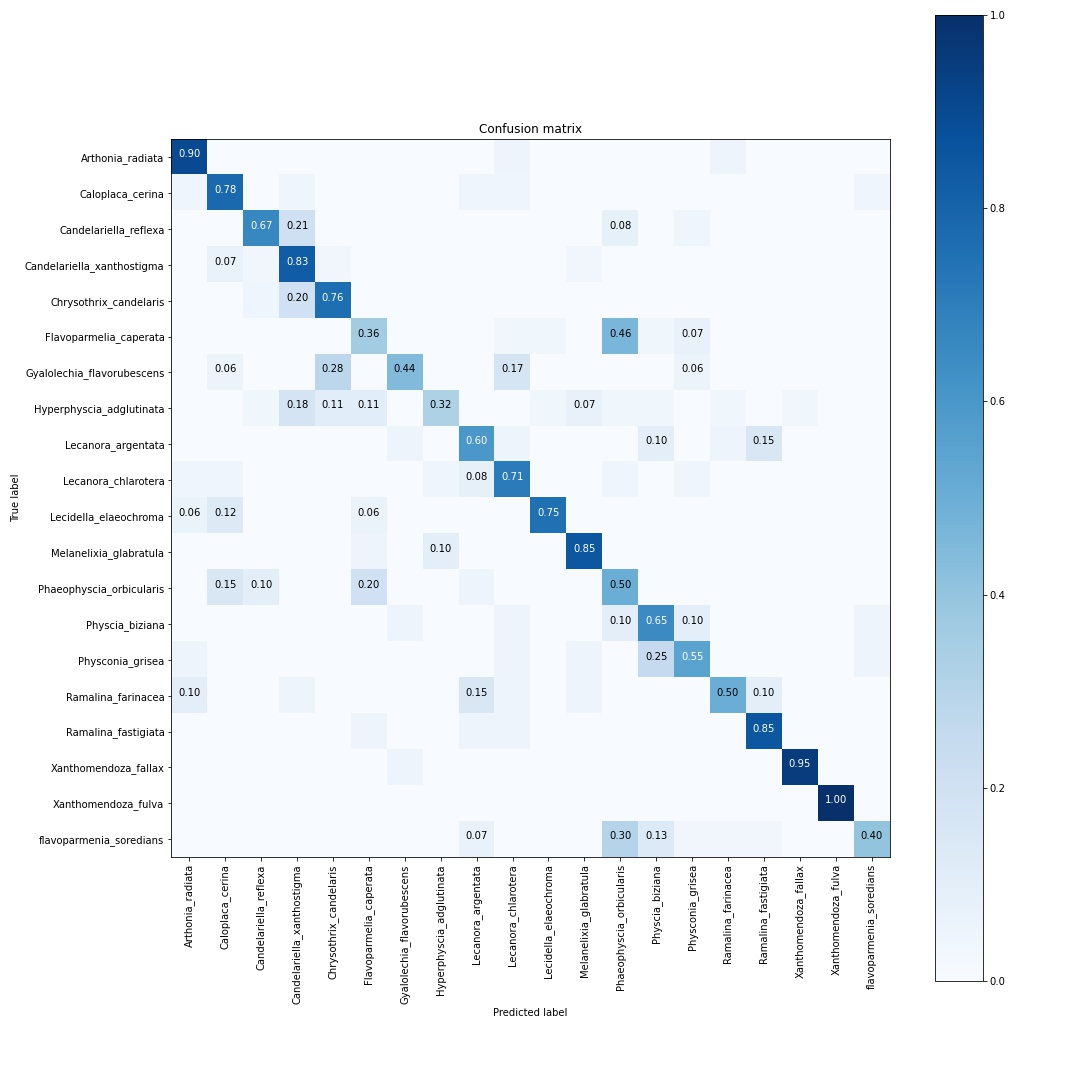 Confusion matrix
1.0
0.8
0.6
0.4
0.2
0.0
True label
Arthonia_radiata 0.90
Caloplaca_cerina 0.78
Candelariella_reflexa 0.67 0.21 0.08
Candelariella_xanthostigma 0.07 0.83
Chrysothrix_candelaris 0.20 0.76
Flavoparmelia_caperata 0.36 0.46 0.07
Gyalolechia_flavorubescens 0.06 0.28 0.44 0.17 0.06
Hyperphyscia_adglutinata 0.18 0.11 0.11 0.32 0.07
Lecanora_argentata 0.60 0.10 0.15
Lecanora_chlarotera 0.08 0.71
Lecidella_elaeochroma 0.06 0.12 0.06 0.75
Melanelixia_glabratula 0.10 0.85
Phaeophyscia_orbicularis 0.15 0.10 0.20 0.50
Physcia_biziana 0.10 0.65 0.10
Physconia_grisea 0.25 0.55
Ramalina_farinacea 0.10 0.15 0.50 0.10
Ramalina_fastigiata 0.85
Xanthomendoza_fallax 0.95
Xanthomendoza_fulva 1.00
flavoparmenia_soredians 0.07 0.30 0.13 0.40
Arthonia_radiata
Caloplaca_cerina
Candelariella_reflexa
Candelariella_xanthostigma
Chrysothrix_candelaris
Flavoparmelia_caperata
Gyalolechia_flavorubescens
Hyperphyscia_adglutinata
Lecanora_argentata
Lecanora_chlarotera
Lecidella_elaeochroma
Melanelixia_glabratula
Phaeophyscia_orbicularis
Physcia_biziana
Physconia_grisea
Ramalina_farinacea
Ramalina_fastigiata
Xanthomendoza_fallax
Xanthomendoza_fulva
flavoparmenia_soredians
Predicted label